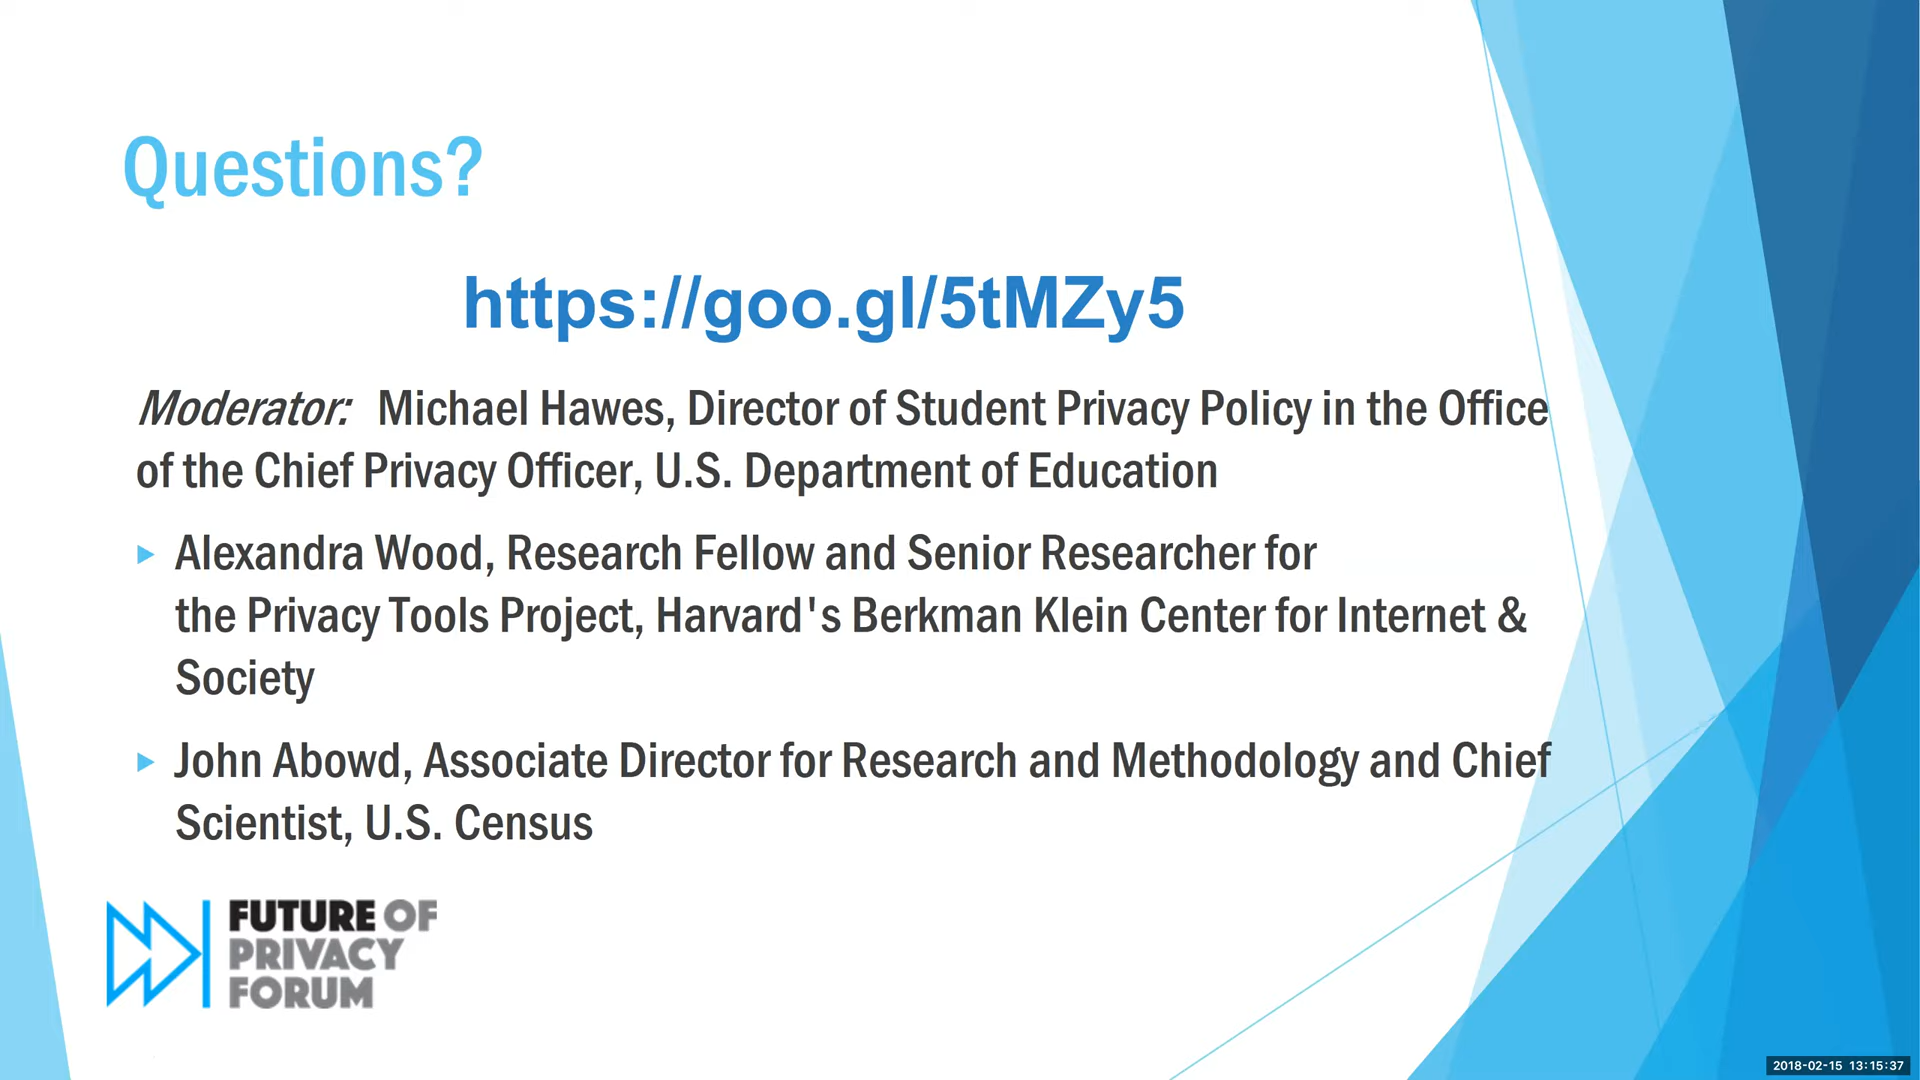 Questions?
https://goo.gl/5tMZy5
Moderator: Michael Hawes, Director of Student Privacy Policy in the Office
of the Chief Privacy Officer, U.S. Department of Education
Alexandra Wood, Research Fellow and Senior Researcher for
the Privacy Tools Project, Harvard's Berkman Klein Center for Internet &
Society
John Abowd, Associate Director for Research and Methodology and Chief
Scientist, U.S. Census
FUTURE OF
PRIVACY
FORUM
2018-02-15 13:15:37